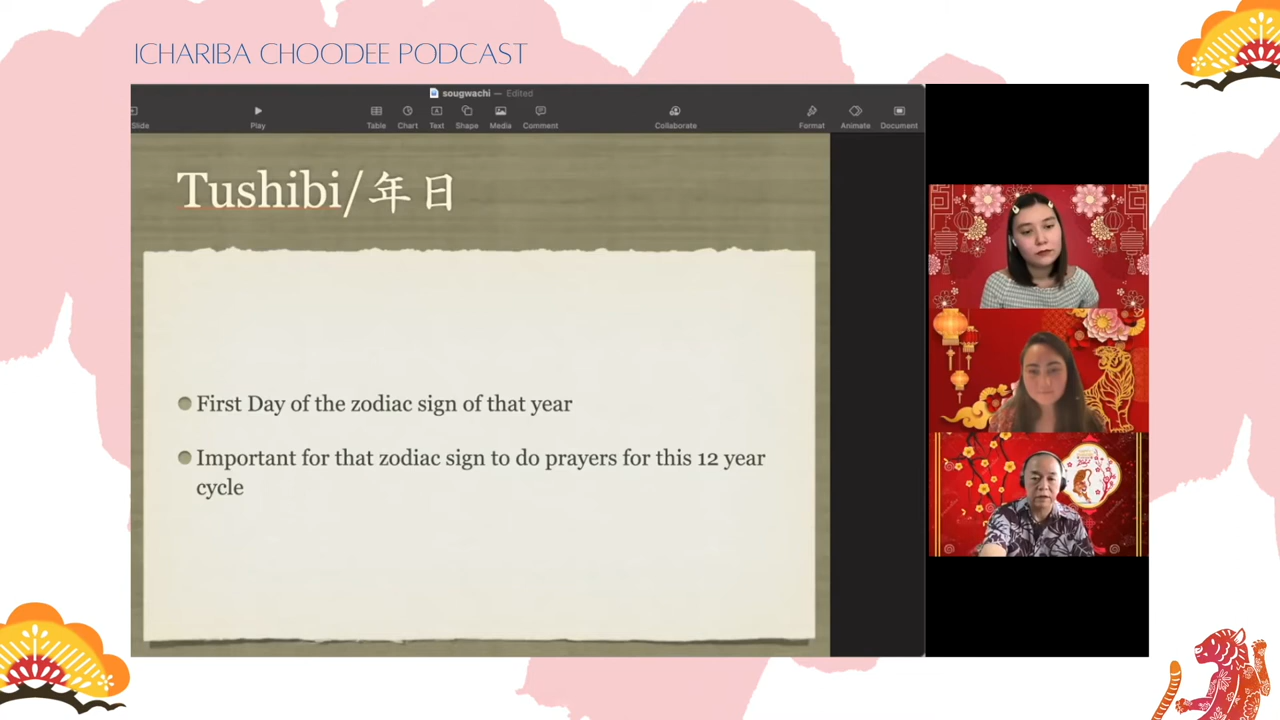 ICHARIBA CHOODEE PODCAST
sougwachi — Edited
Slide
Play
Table
Chart
Text
Shape
Media
Comment
Collaborate
Format
Animate
Document
Tushibi/年日
First Day of the zodiac sign of that year
Important for that zodiac sign to do prayers for this 12 year
cycle